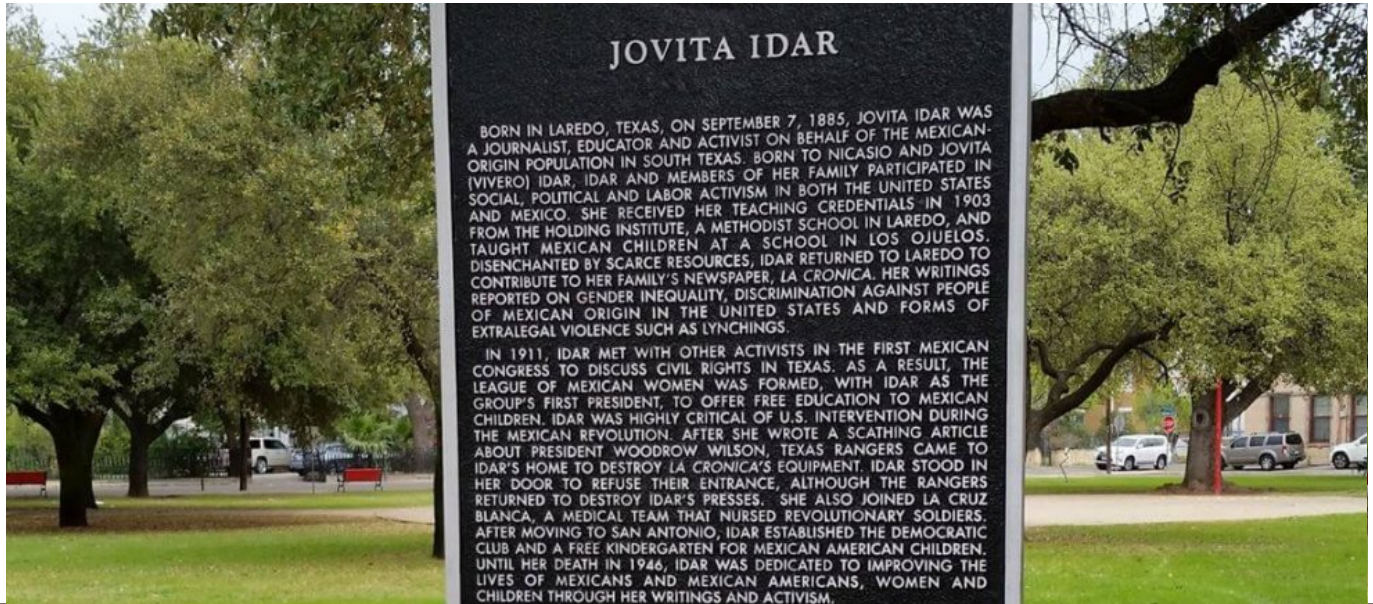 JOVITA IDAR
BORN IN LAREDO, TEXAS, ON SEPTEMBER 7, 1885, JOVITA IDAR WAS
A JOURNALIST, EDUCATOR AND ACTIVIST ON BEHALF OF THE MEXICAN-
ORIGIN POPULATION IN SOUTH TEXAS. BORN TO NICASIO AND JOVITA
(VIVERO) IDAR, IDAR AND MEMBERS OF HER FAMILY PARTICIPATED IN
SOCIAL, POLITICAL AND LABOR ACTIVISM IN BOTH THE UNITED STATES
AND MEXICO. SHE RECEIVED HER TEACHING CREDENTIALS IN 1903
FROM THE HOLDING INSTITUTE, A METHODIST SCHOOL IN LAREDO, AND
TAUGHT MEXICAN CHILDREN AT A SCHOOL IN LOS OJUELOS.
DISENCHANTED BY SCARCE RESOURCES, IDAR RETURNED TO LAREDO TO
CONTRIBUTE TO HER FAMILY'S NEWSPAPER, LA CRONICA. HER WRITINGS
REPORTED ON GENDER INEQUALITY, DISCRIMINATION AGAINST PEOPLE
OF MEXICAN ORIGIN IN THE UNITED STATES AND FORMS OF
EXTRALEGAL VIOLENCE SUCH AS LYNCHINGS.
IN 1911, IDAR MET WITH OTHER ACTIVISTS IN THE FIRST MEXICAN
CONGRESS TO DISCUSS CIVIL RIGHTS IN TEXAS. AS A RESULT, THE
LEAGUE OF MEXICAN WOMEN WAS FORMED, WITH IDAR AS THE
GROUP'S FIRST PRESIDENT, TO OFFER FREE EDUCATION TO MEXICAN
CHILDREN. IDAR WAS HIGHLY CRITICAL OF U.S. INTERVENTION DURING
THE MEXICAN REVOLUTION. AFTER SHE WROTE A SCATHING ARTICLE
ABOUT PRESIDENT WOODROW WILSON, TEXAS RANGERS CAME TO
IDAR'S HOME TO DESTROY LA CRONICA'S EQUIPMENT. IDAR STOOD IN
HER DOOR TO REFUSE THEIR ENTRANCE, ALTHOUGH THE RANGERS
RETURNED TO DESTROY IDAR'S PRESSES. SHE ALSO JOINED LA CRUZ
BLANCA, A MEDICAL TEAM THAT NURSED REVOLUTIONARY SOLDIERS.
AFTER MOVING TO SAN ANTONIO, IDAR ESTABLISHED THE DEMOCRATIC
CLUB AND A FREE KINDERGARTEN FOR MEXICAN AMERICAN CHILDREN.
UNTIL HER DEATH IN 1946, IDAR WAS DEDICATED TO IMPROVING THE
LIVES OF MEXICANS AND MEXICAN AMERICANS, WOMEN AND
CHILDREN THROUGH HER WRITINGS AND ACTIVISM.